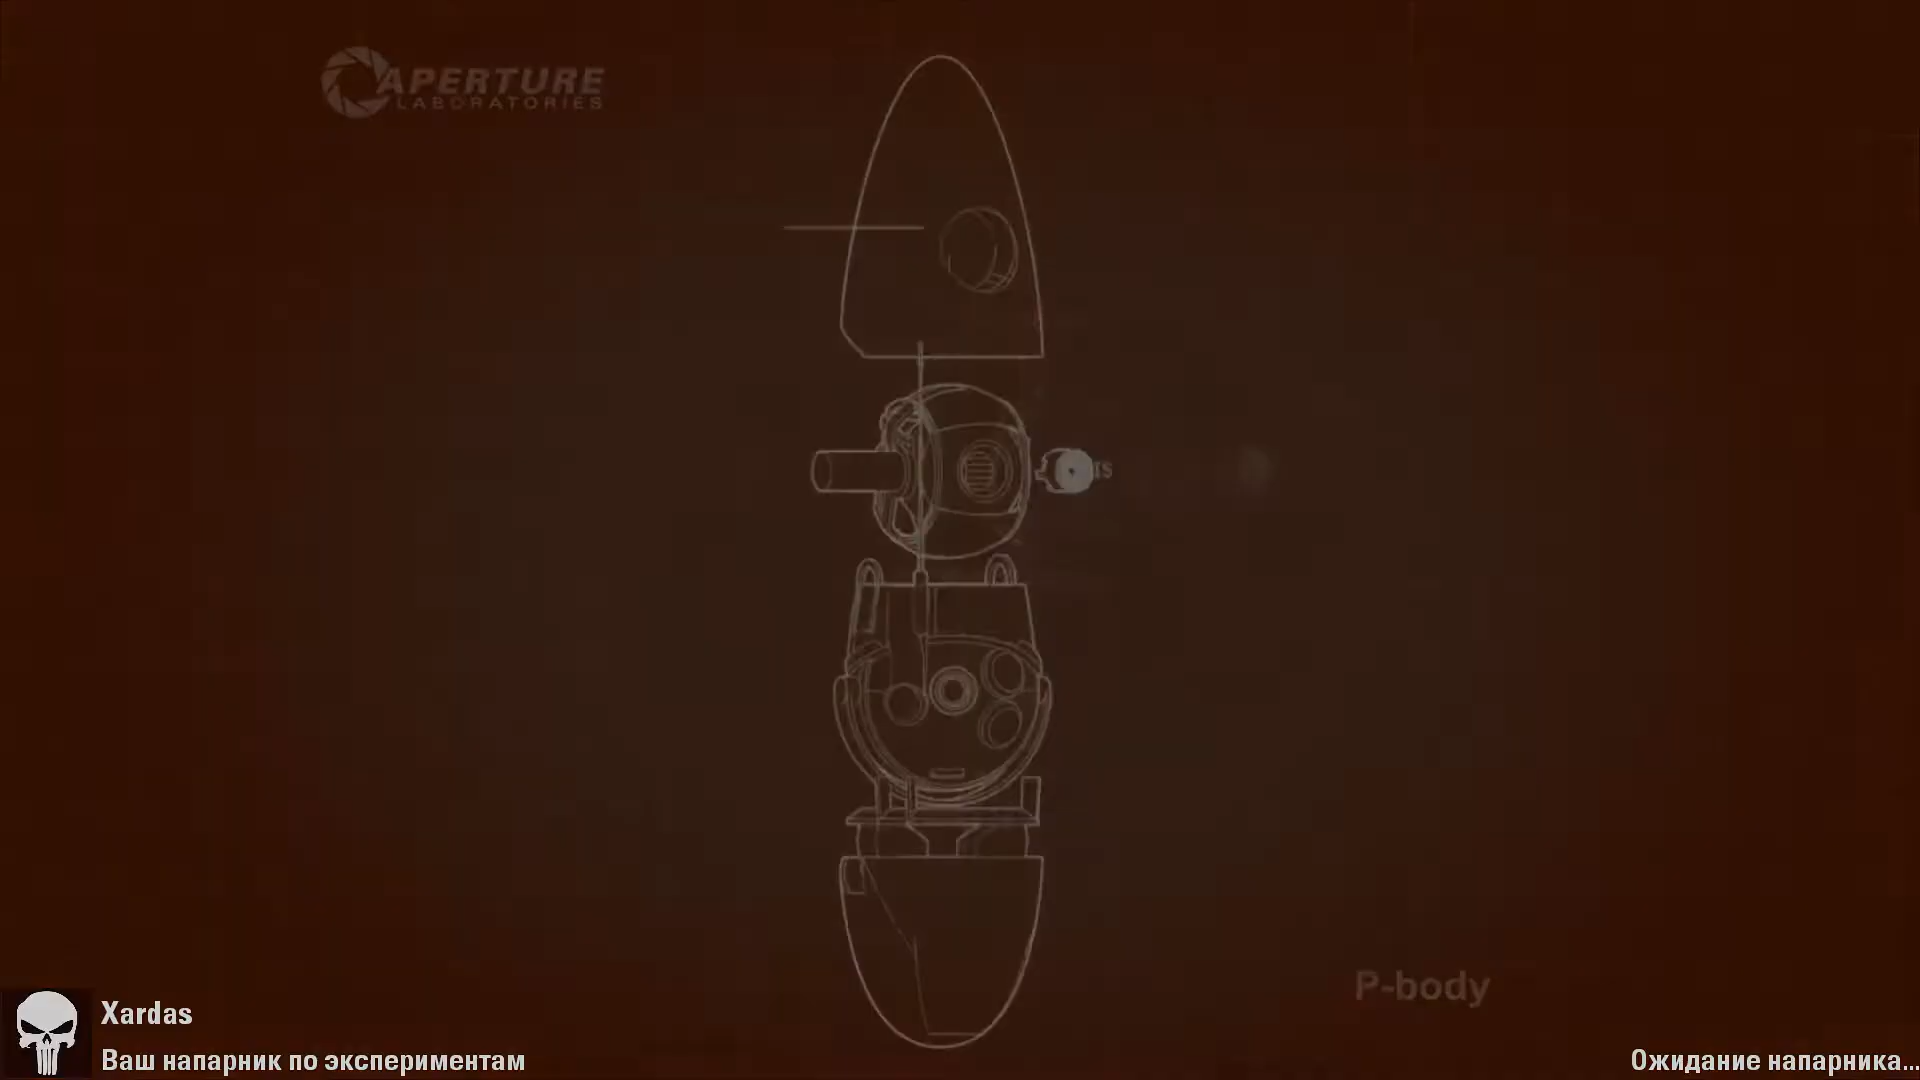 APERTURE
LABORATORIES
P-body
Xardas
Ваш напарник по экспериментам
Ожидание напарника...